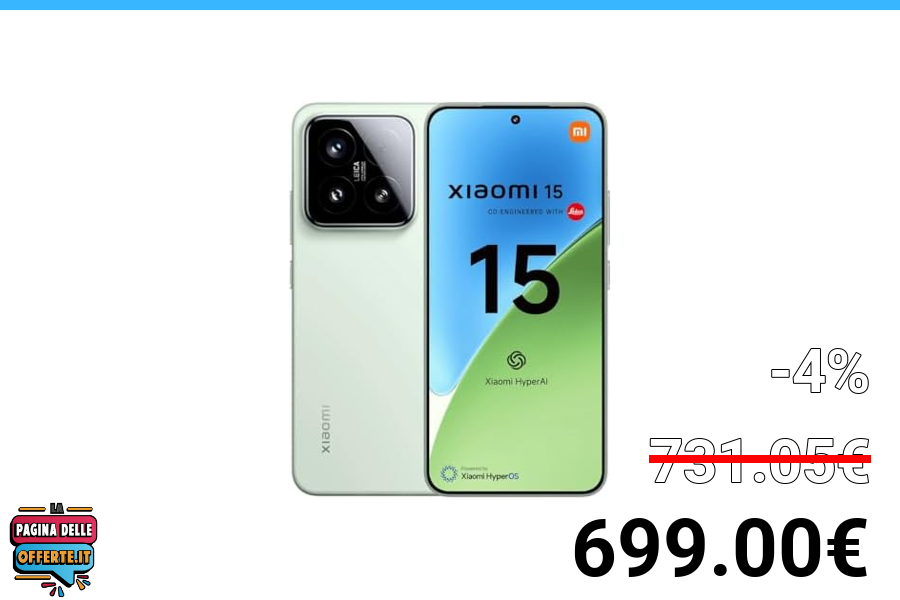 LEICA
XIAOMI 15
CO-ENGINEERED WITH Leica
15
Xiaomi HyperAI
xiaomi
Powered by
Xiaomi HyperOS
-4%
731.05€
699.00€
LA
PAGINA DELLE
OFFERTE.IT